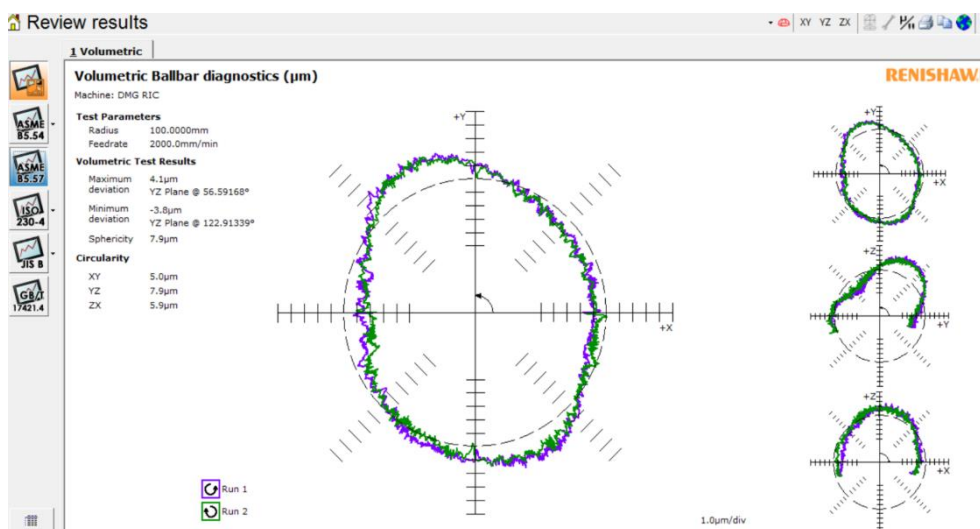 Review results
XY YZ ZX
1 Volumetric
Volumetric Ballbar diagnostics (µm)
RENISHAW
Machine: DMG RIC
Test Parameters
Radius 100.0000mm
Feedrate 2000.0mm/min
Volumetric Test Results
Maximum deviation 4.1µm
YZ Plane @ 56.59168°
Minimum deviation -3.8µm
YZ Plane @ 122.91339°
Sphericity 7.9µm
Circularity
XY 5.0µm
YZ 7.9µm
ZX 5.9µm
ASME
B5.54
ASME
B5.57
ISO
230-4
JIS B
GB/T
17421.4
+Y
+X
Run 1
Run 2
1.0µm/div
+Y
+X
+Z
+Y
+Z
+X